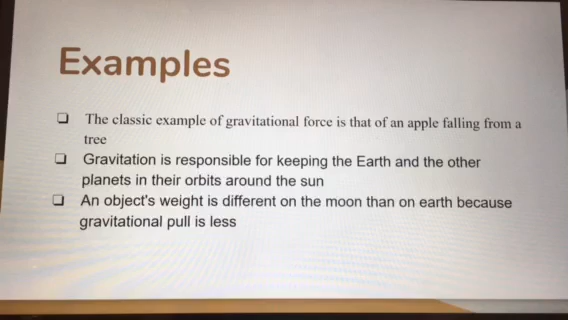 Examples
The classic example of gravitational force is that of an apple falling from a
tree
Gravitation is responsible for keeping the Earth and the other
planets in their orbits around the sun
An object's weight is different on the moon than on earth because
gravitational pull is less